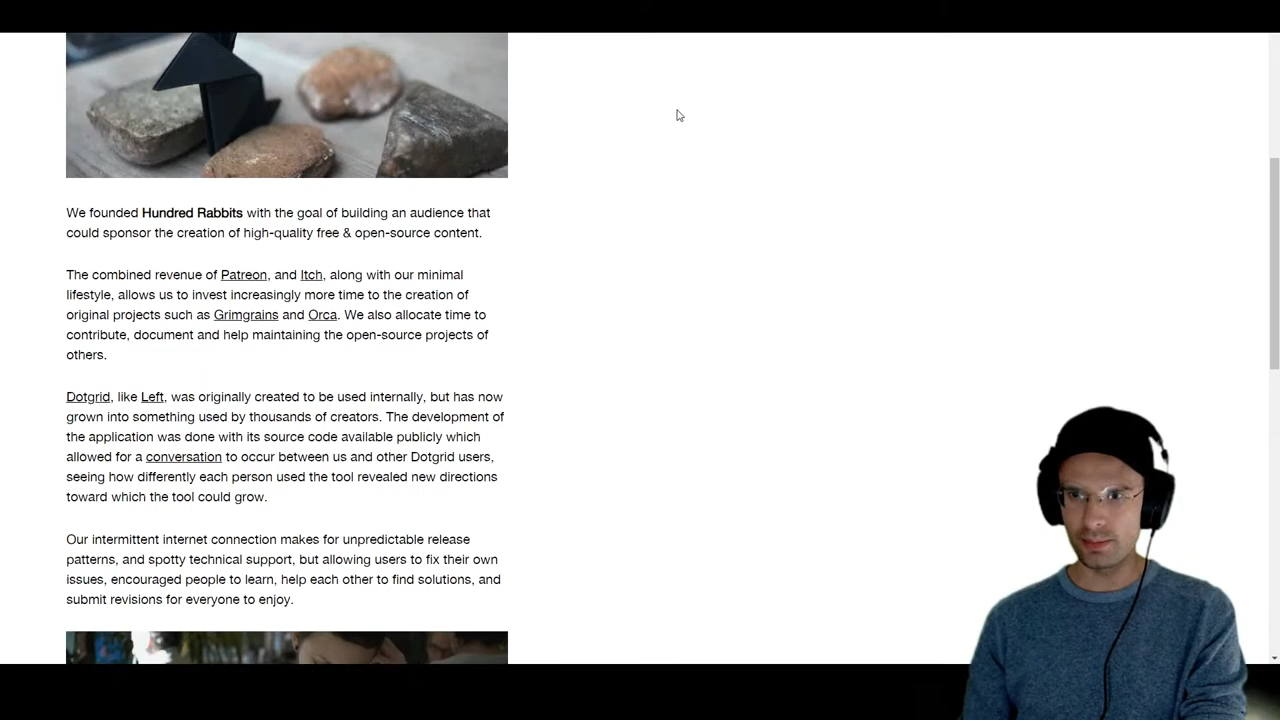 We founded Hundred Rabbits with the goal of building an audience that
could sponsor the creation of high-quality free & open-source content.
The combined revenue of Patreon, and Itch, along with our minimal
lifestyle, allows us to invest increasingly more time to the creation of
original projects such as Grimgrains and Orca. We also allocate time to
contribute, document and help maintaining the open-source projects of
others.
Dotgrid, like Left, was originally created to be used internally, but has now
grown into something used by thousands of creators. The development of
the application was done with its source code available publicly which
allowed for a conversation to occur between us and other Dotgrid users,
seeing how differently each person used the tool revealed new directions
toward which the tool could grow.
Our intermittent internet connection makes for unpredictable release
patterns, and spotty technical support, but allowing users to fix their own
issues, encouraged people to learn, help each other to find solutions, and
submit revisions for everyone to enjoy.